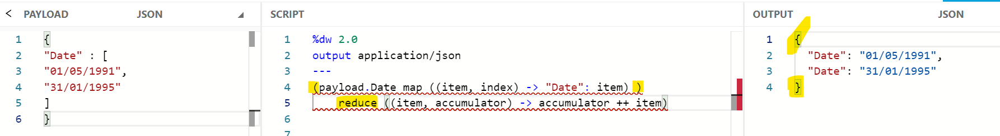 < PAYLOAD JSON
1 {
2 "Date" : [
3 "01/05/1991",
4 "31/01/1995"
5 ]
6 }
SCRIPT
1 %dw 2.0
2 output application/json
3 ---
4 (payload.Date map ((item, index) -> "Date": item) )
5 reduce ((item, accumulator) -> accumulator ++ item)
6
7
OUTPUT JSON
1 {
2 "Date": "01/05/1991",
3 "Date": "31/01/1995"
4 }